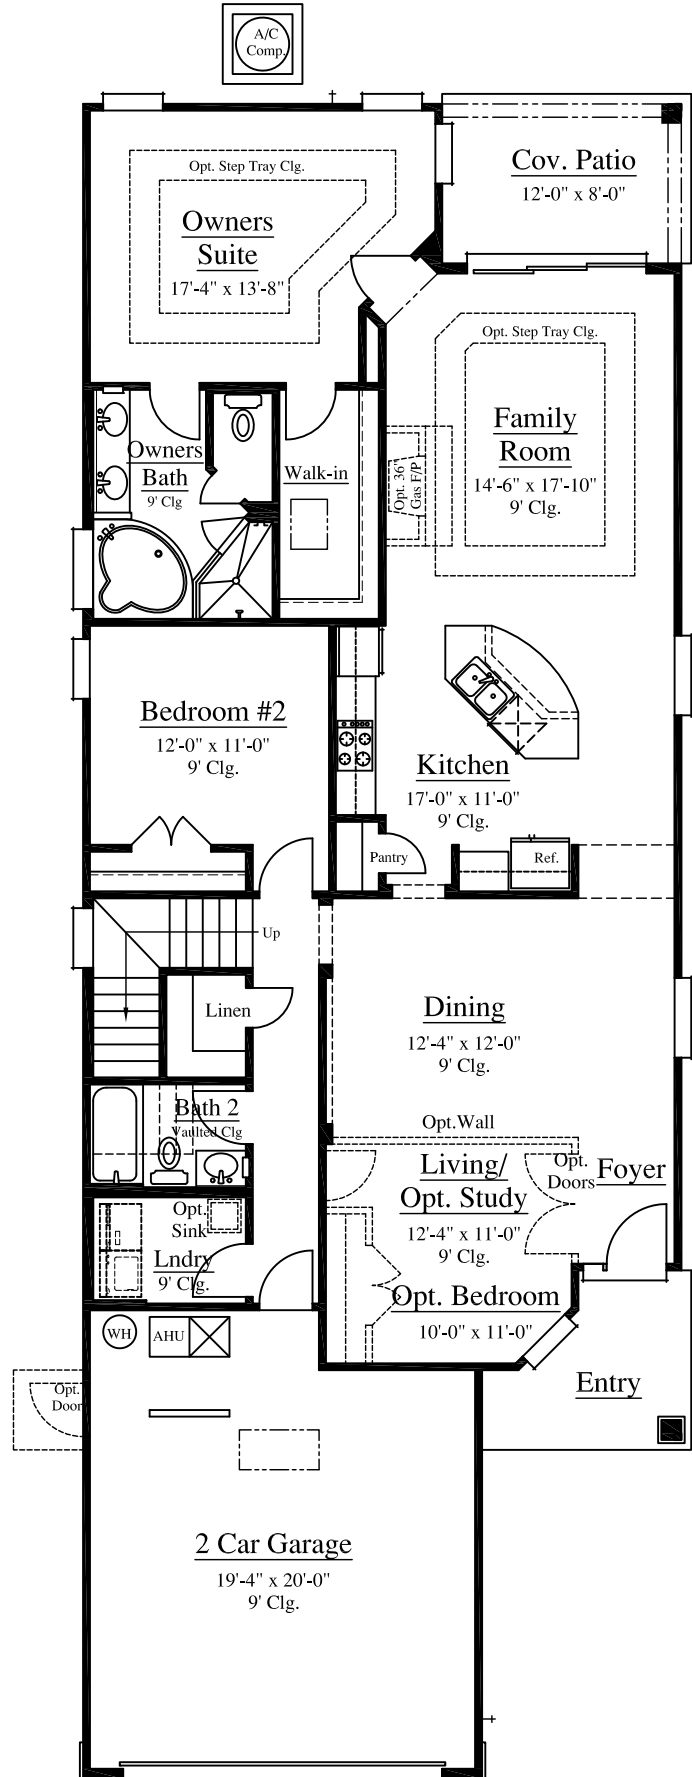 A/C
Comp.
Cov. Patio
12'-0" x 8'-0"
Opt. Step Tray Clg.
Owners
Suite
17'-4" x 13'-8"
Opt. Step Tray Clg.
Family
Room
14'-6" x 17'-10"
9' Clg.
Owners
Bath
9' Clg
Walk-in
Opt. 36"
Gas F/P
Bedroom #2
12'-0" x 11'-0"
9' Clg.
Kitchen
17'-0" x 11'-0"
9' Clg.
Pantry
Ref.
Up
Linen
Dining
12'-4" x 12'-0"
9' Clg.
Bath 2
Vaulted Clg
Opt.Wall
Living/
Opt. Study
12'-4" x 11'-0"
9' Clg.
Opt.
Doors
Foyer
Opt.
Sink
Lndry
9' Clg.
Opt. Bedroom
10'-0" x 11'-0"
WH
AHU
Entry
Opt.
Door
2 Car Garage
19'-4" x 20'-0"
9' Clg.